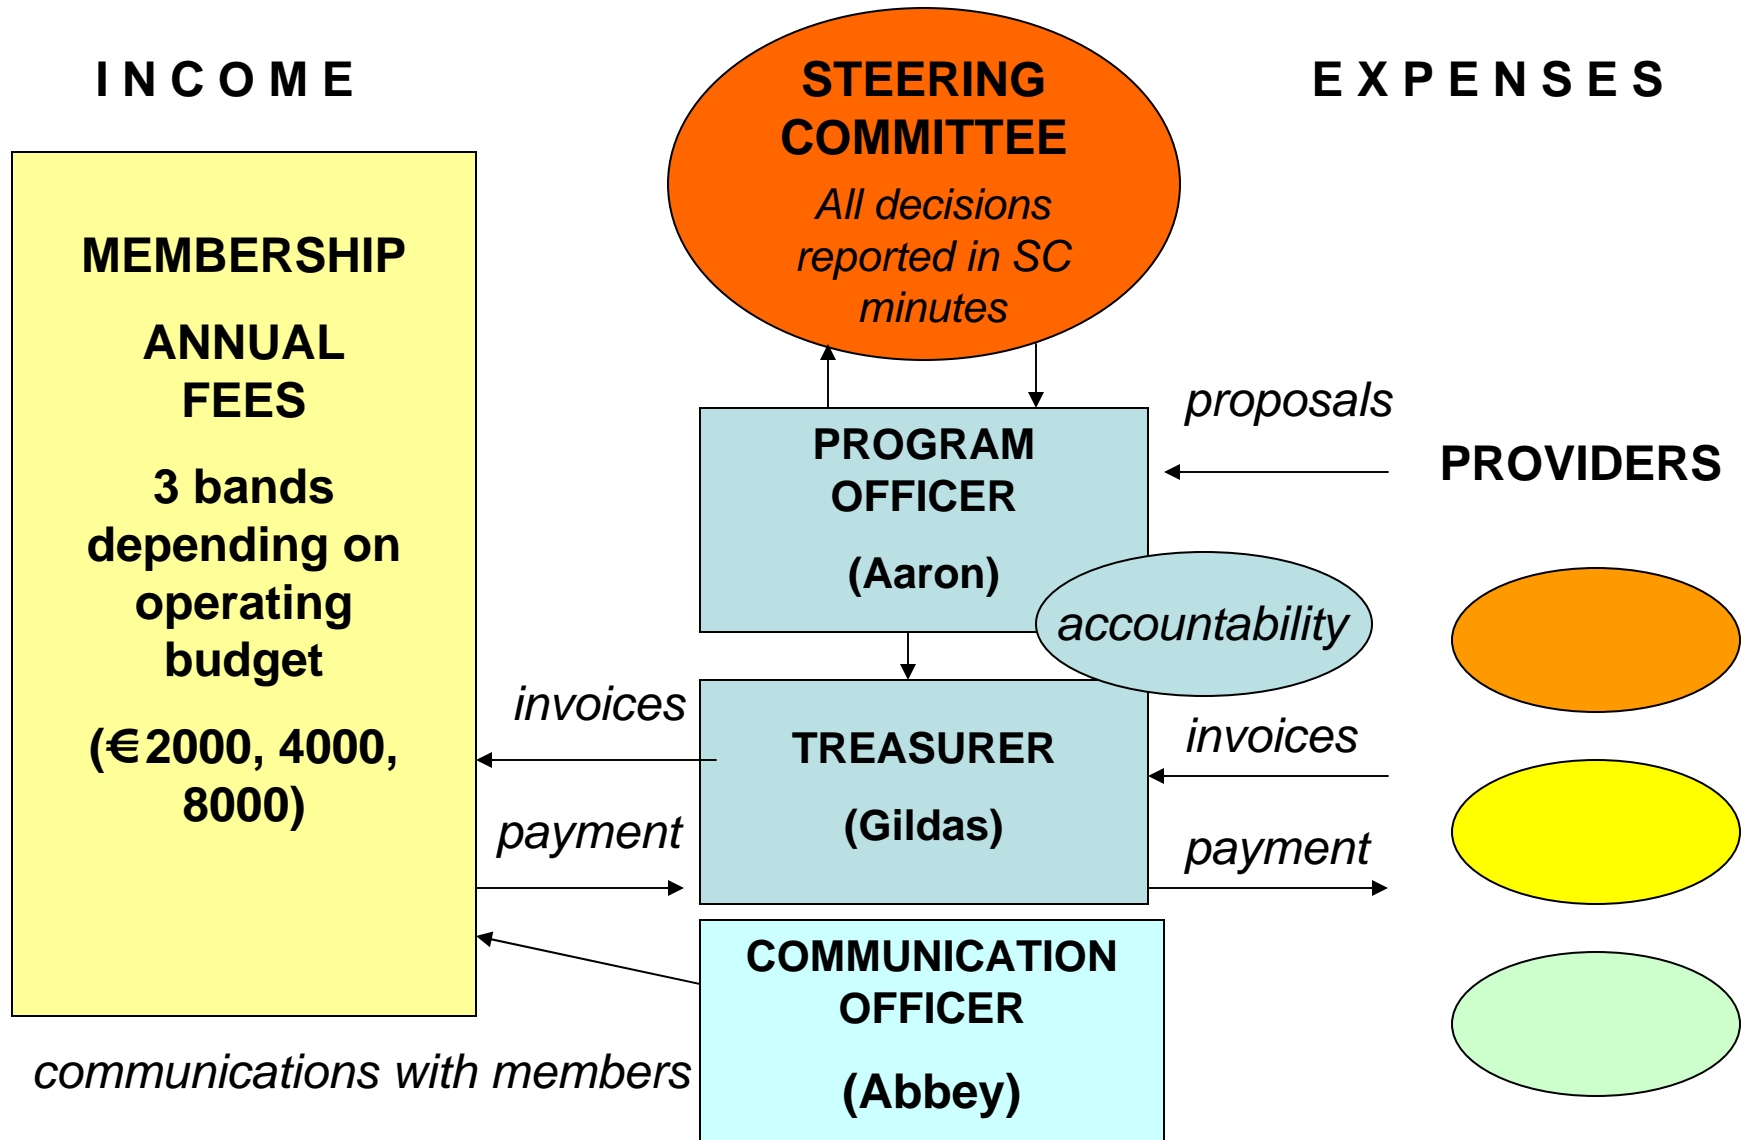 I N C O M E
STEERING
COMMITTEE
All decisions
reported in SC
minutes
E X P E N S E S
MEMBERSHIP
ANNUAL
FEES
3 bands
depending on
operating
budget
(€2000, 4000,
8000)
PROGRAM
OFFICER
(Aaron)
proposals
PROVIDERS
accountability
invoices
payment
TREASURER
(Gildas)
invoices
payment
COMMUNICATION
OFFICER
(Abbey)
communications with members